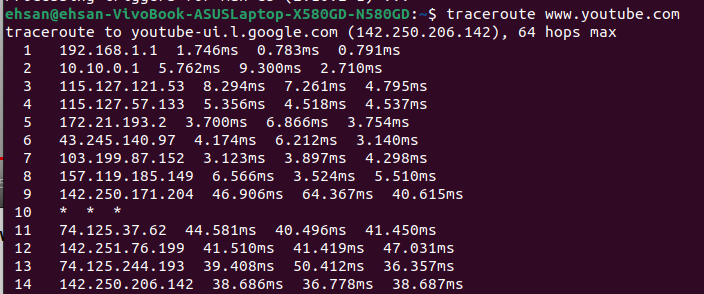 ehsan@ehsan-VivoBook-ASUSLaptop-X580GD-N580GD:~$ traceroute www.youtube.com
traceroute to youtube-ui.l.google.com (142.250.206.142), 64 hops max
1 192.168.1.1 1.746ms 0.783ms 0.791ms
2 10.10.0.1 5.762ms 9.300ms 2.710ms
3 115.127.121.53 8.294ms 7.261ms 4.795ms
4 115.127.57.133 5.356ms 4.518ms 4.537ms
5 172.21.193.2 3.700ms 6.866ms 3.754ms
6 43.245.140.97 4.174ms 6.212ms 3.140ms
7 103.199.87.152 3.123ms 3.897ms 4.298ms
8 157.119.185.149 6.566ms 3.524ms 5.510ms
9 142.250.171.204 46.906ms 64.367ms 40.615ms
10 * * *
11 74.125.37.62 44.581ms 40.496ms 41.450ms
12 142.251.76.199 41.510ms 41.419ms 47.031ms
13 74.125.244.193 39.408ms 50.412ms 36.357ms
14 142.250.206.142 38.686ms 36.778ms 38.687ms